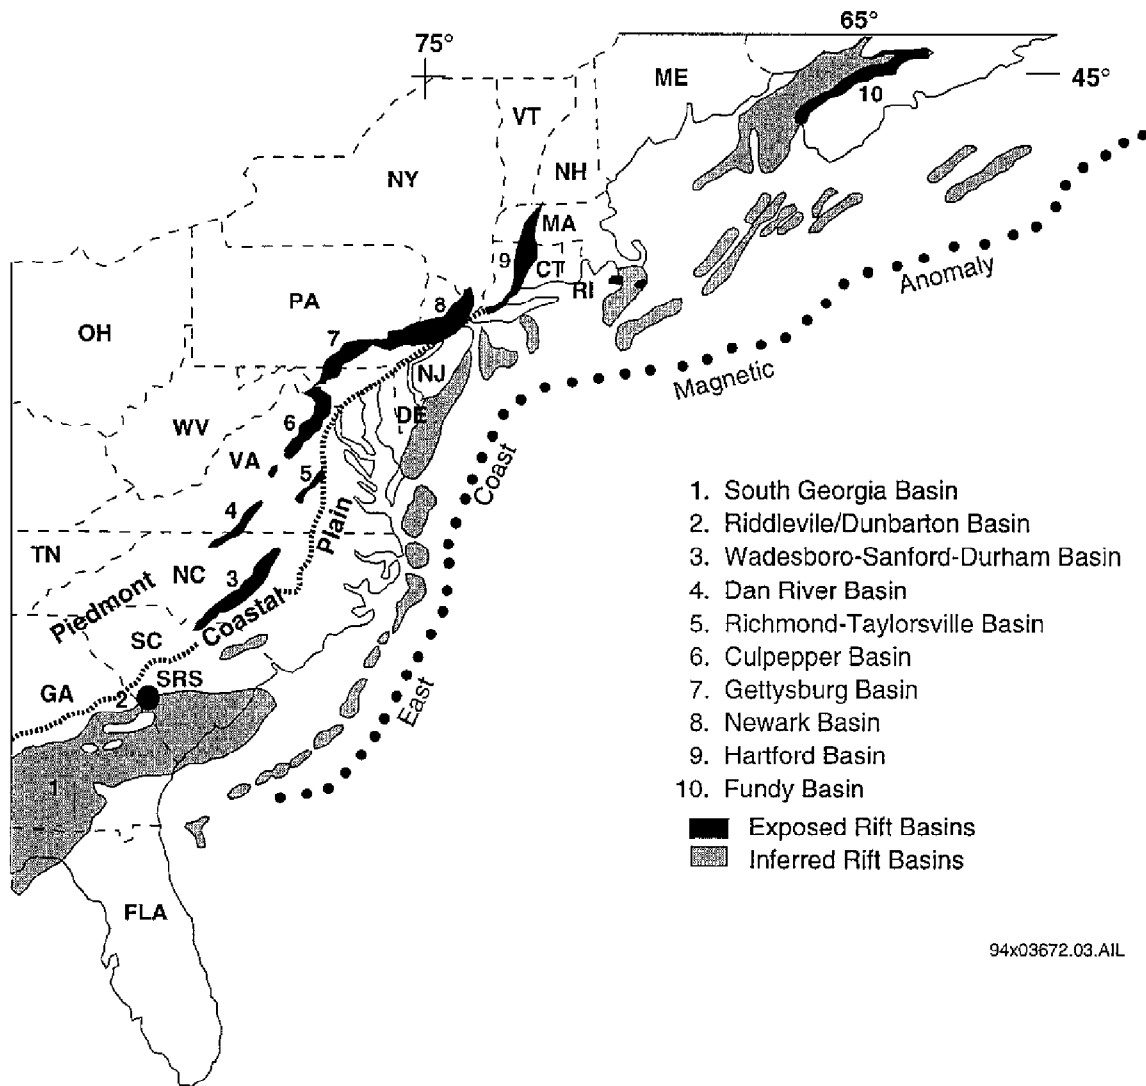 65°
75°
ME
45°
10
VT
NH
NY
MA
9
CT
RI
Anomaly
PA
8
OH
7
NJ
Magnetic
DE
WV
6
VA
Coast
5
4
Plain
TN
NC
3
Piedmont
Coastal
SC
SRS
GA
2
East
1
FLA
1. South Georgia Basin
2. Riddlevile/Dunbarton Basin
3. Wadesboro-Sanford-Durham Basin
4. Dan River Basin
5. Richmond-Taylorsville Basin
6. Culpepper Basin
7. Gettysburg Basin
8. Newark Basin
9. Hartford Basin
10. Fundy Basin
Exposed Rift Basins
Inferred Rift Basins
94x03672.03.AIL